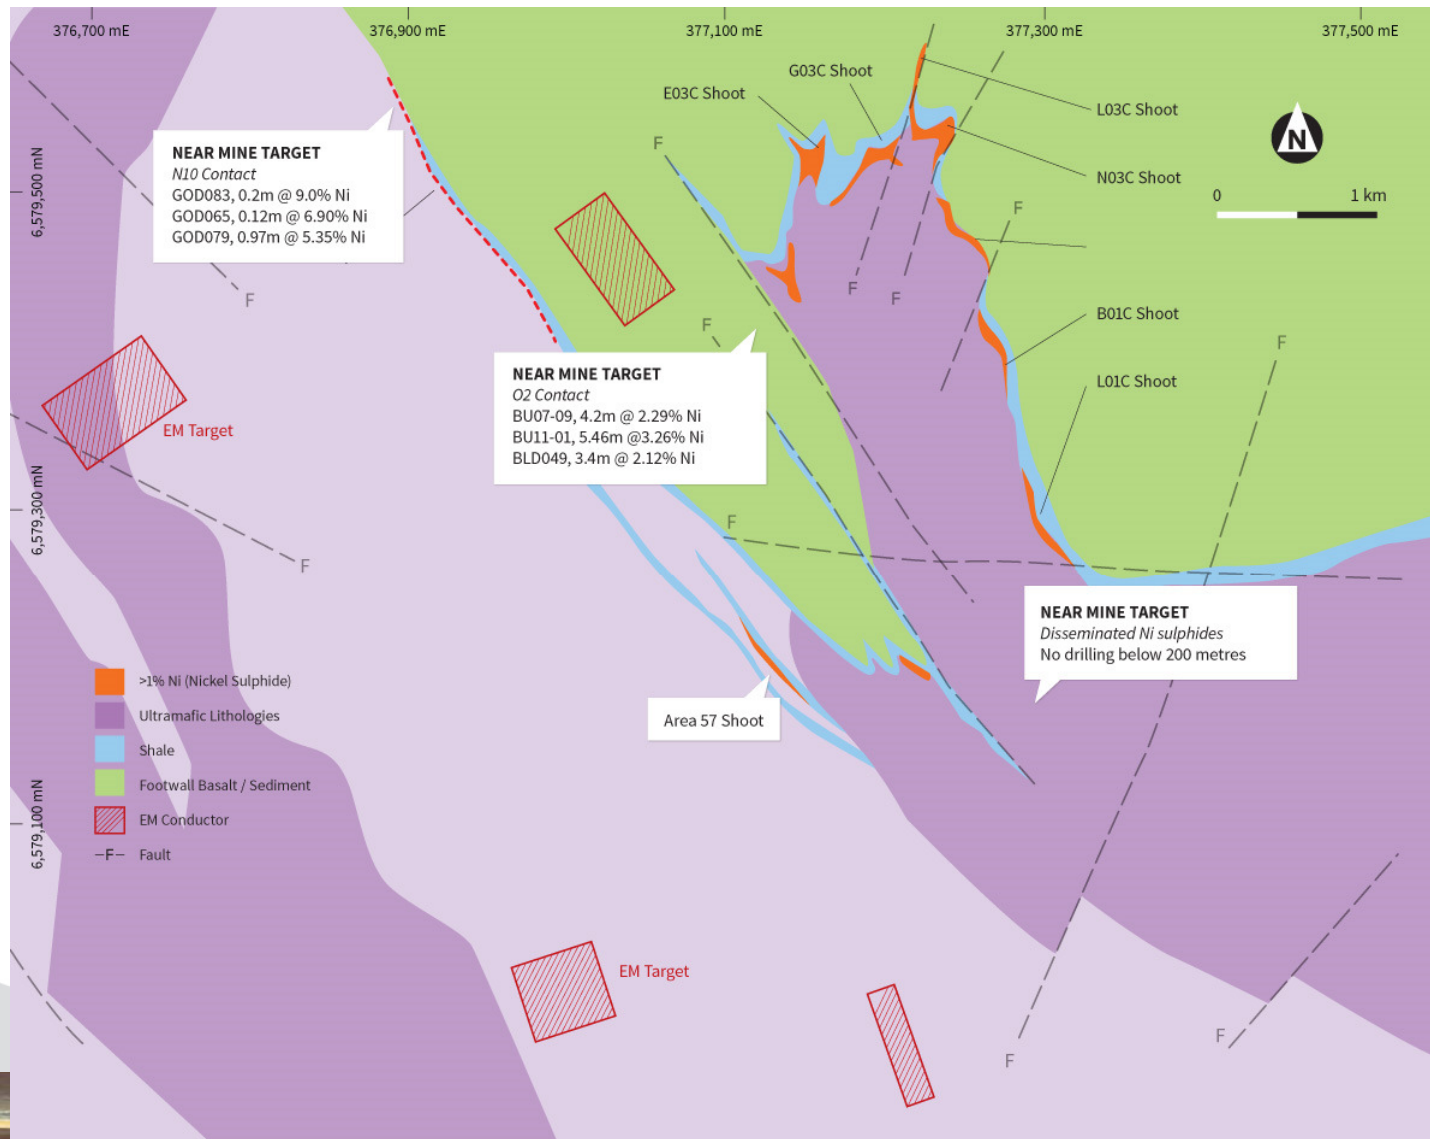 376,700 mE
376,900 mE
377,100 mE
377,300 mE
377,500 mE
6,579,500 mN
6,579,300 mN
6,579,100 mN
G03C Shoot
E03C Shoot
L03C Shoot
N03C Shoot
B01C Shoot
L01C Shoot
N
0 1 km
NEAR MINE TARGET
N10 Contact
GOD083, 0.2m @ 9.0% Ni
GOD065, 0.12m @ 6.90% Ni
GOD079, 0.97m @ 5.35% Ni
F
F
F
F
F
F
F
F
F
F
F
EM Target
NEAR MINE TARGET
O2 Contact
BU07-09, 4.2m @ 2.29% Ni
BU11-01, 5.46m @3.26% Ni
BLD049, 3.4m @ 2.12% Ni
NEAR MINE TARGET
Disseminated Ni sulphides
No drilling below 200 metres
Area 57 Shoot
>1% Ni (Nickel Sulphide)
Ultramafic Lithologies
Shale
Footwall Basalt / Sediment
EM Conductor
–F– Fault
EM Target